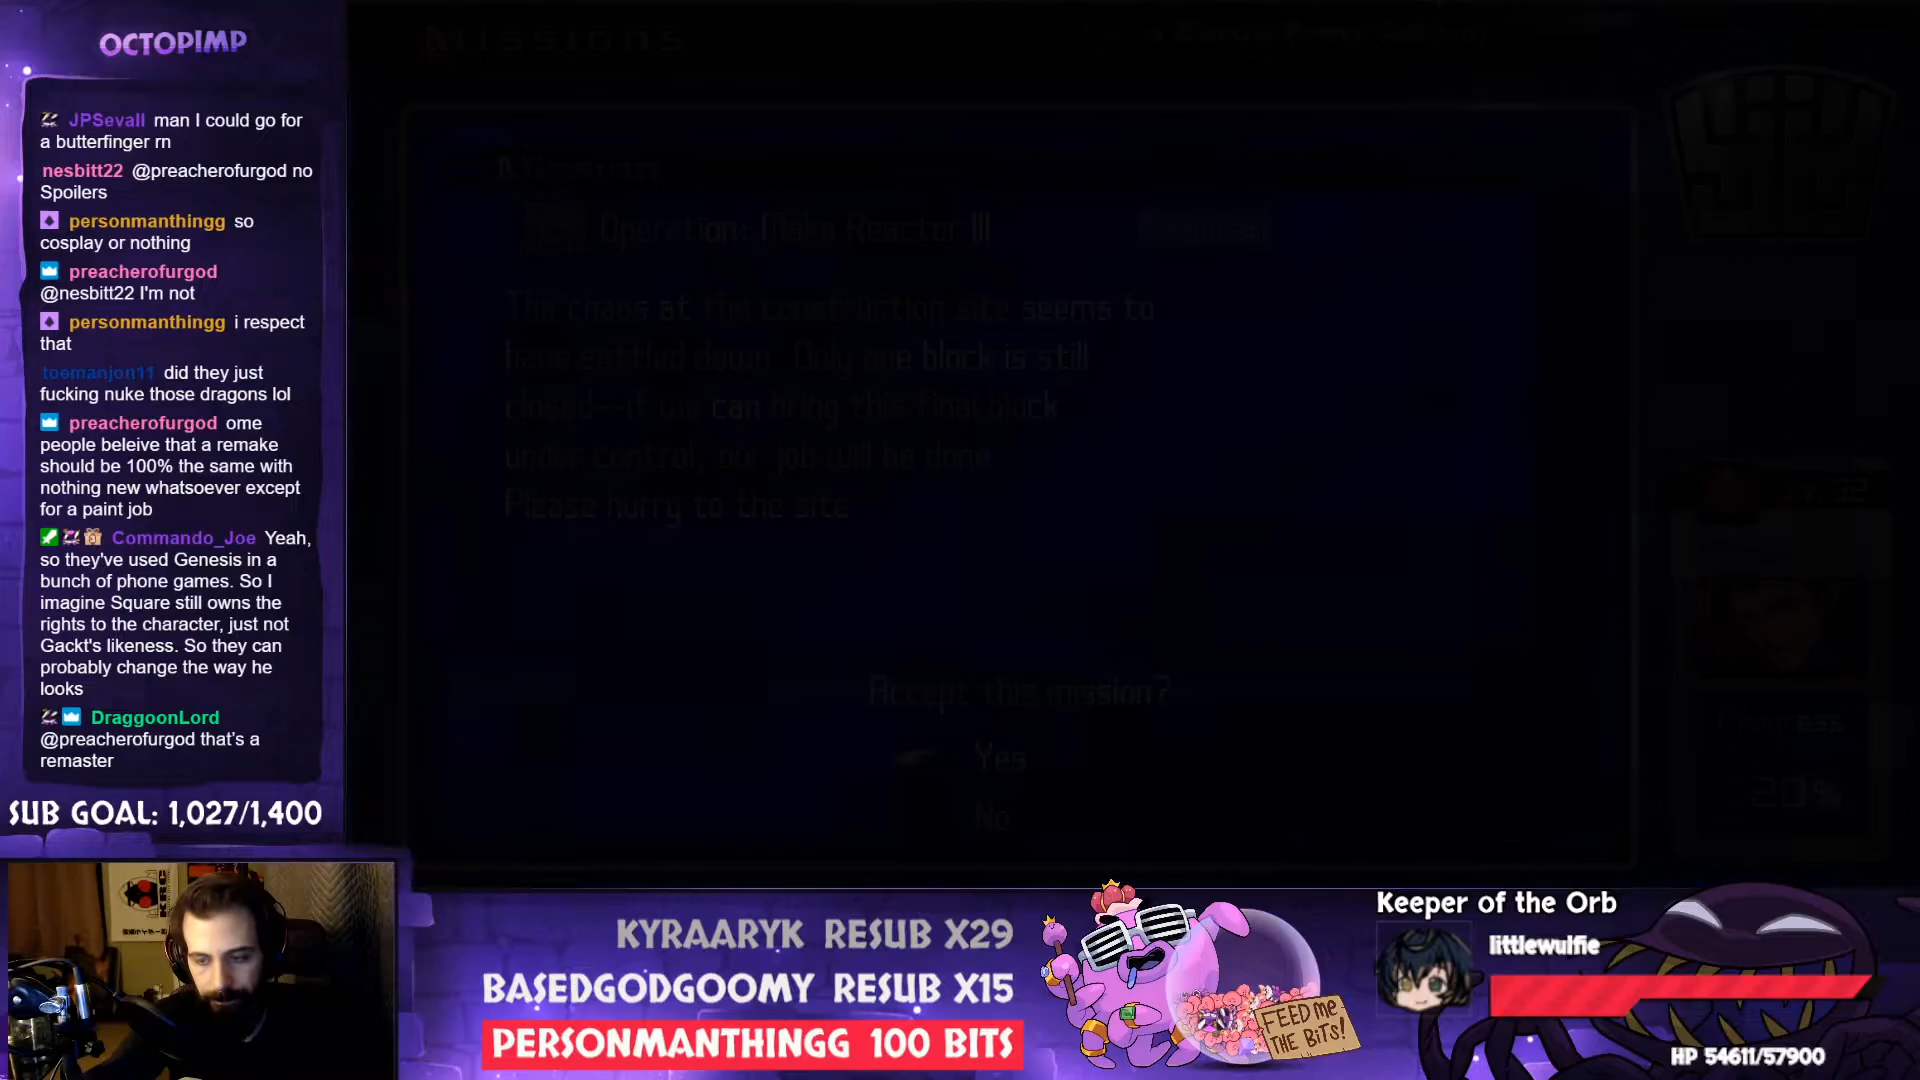 OCTOPIMP
JPSevall man I could go for
a butterfinger rn
nesbitt22 @preacherofurgod no
Spoilers
personmanthingg so
cosplay or nothing
preacherofurgod
@nesbitt22 I'm not
personmanthingg i respect
that
toemanjon11 did they just
fucking nuke those dragons lol
preacherofurgod ome
people beleive that a remake
should be 100% the same with
nothing new whatsoever except
for a paint job
Commando_Joe Yeah,
so they've used Genesis in a
bunch of phone games. So I
imagine Square still owns the
rights to the character, just not
Gackt's likeness. So they can
probably change the way he
looks
DraggoonLord
@preacherofurgod that's a
remaster
SUB GOAL: 1,027/1,400
Missions
Mission
Operation: Mako Reactor III
The chaos at the construction site seems to
have settled down. Only one block is still
closed--if we can bring this final block
under control, our job will be done
Please hurry to the site
Accept this mission?
Yes
No
Progress
20%
KRC
KYRAARYK RESUB X29
BASEDGODGOOMY RESUB X15
PERSONMANTHINGG 100 BITS
FEED ME
THE BITS!
Keeper of the Orb
littlewulfie
HP 54611/57900